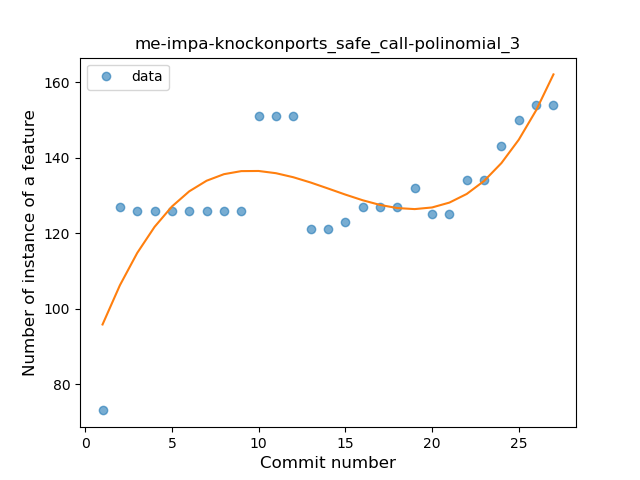 me-impa-knockonports_safe_call-polinomial_3
data
Number of instance of a feature
160
140
120
100
80
0 5 10 15 20 25
Commit number